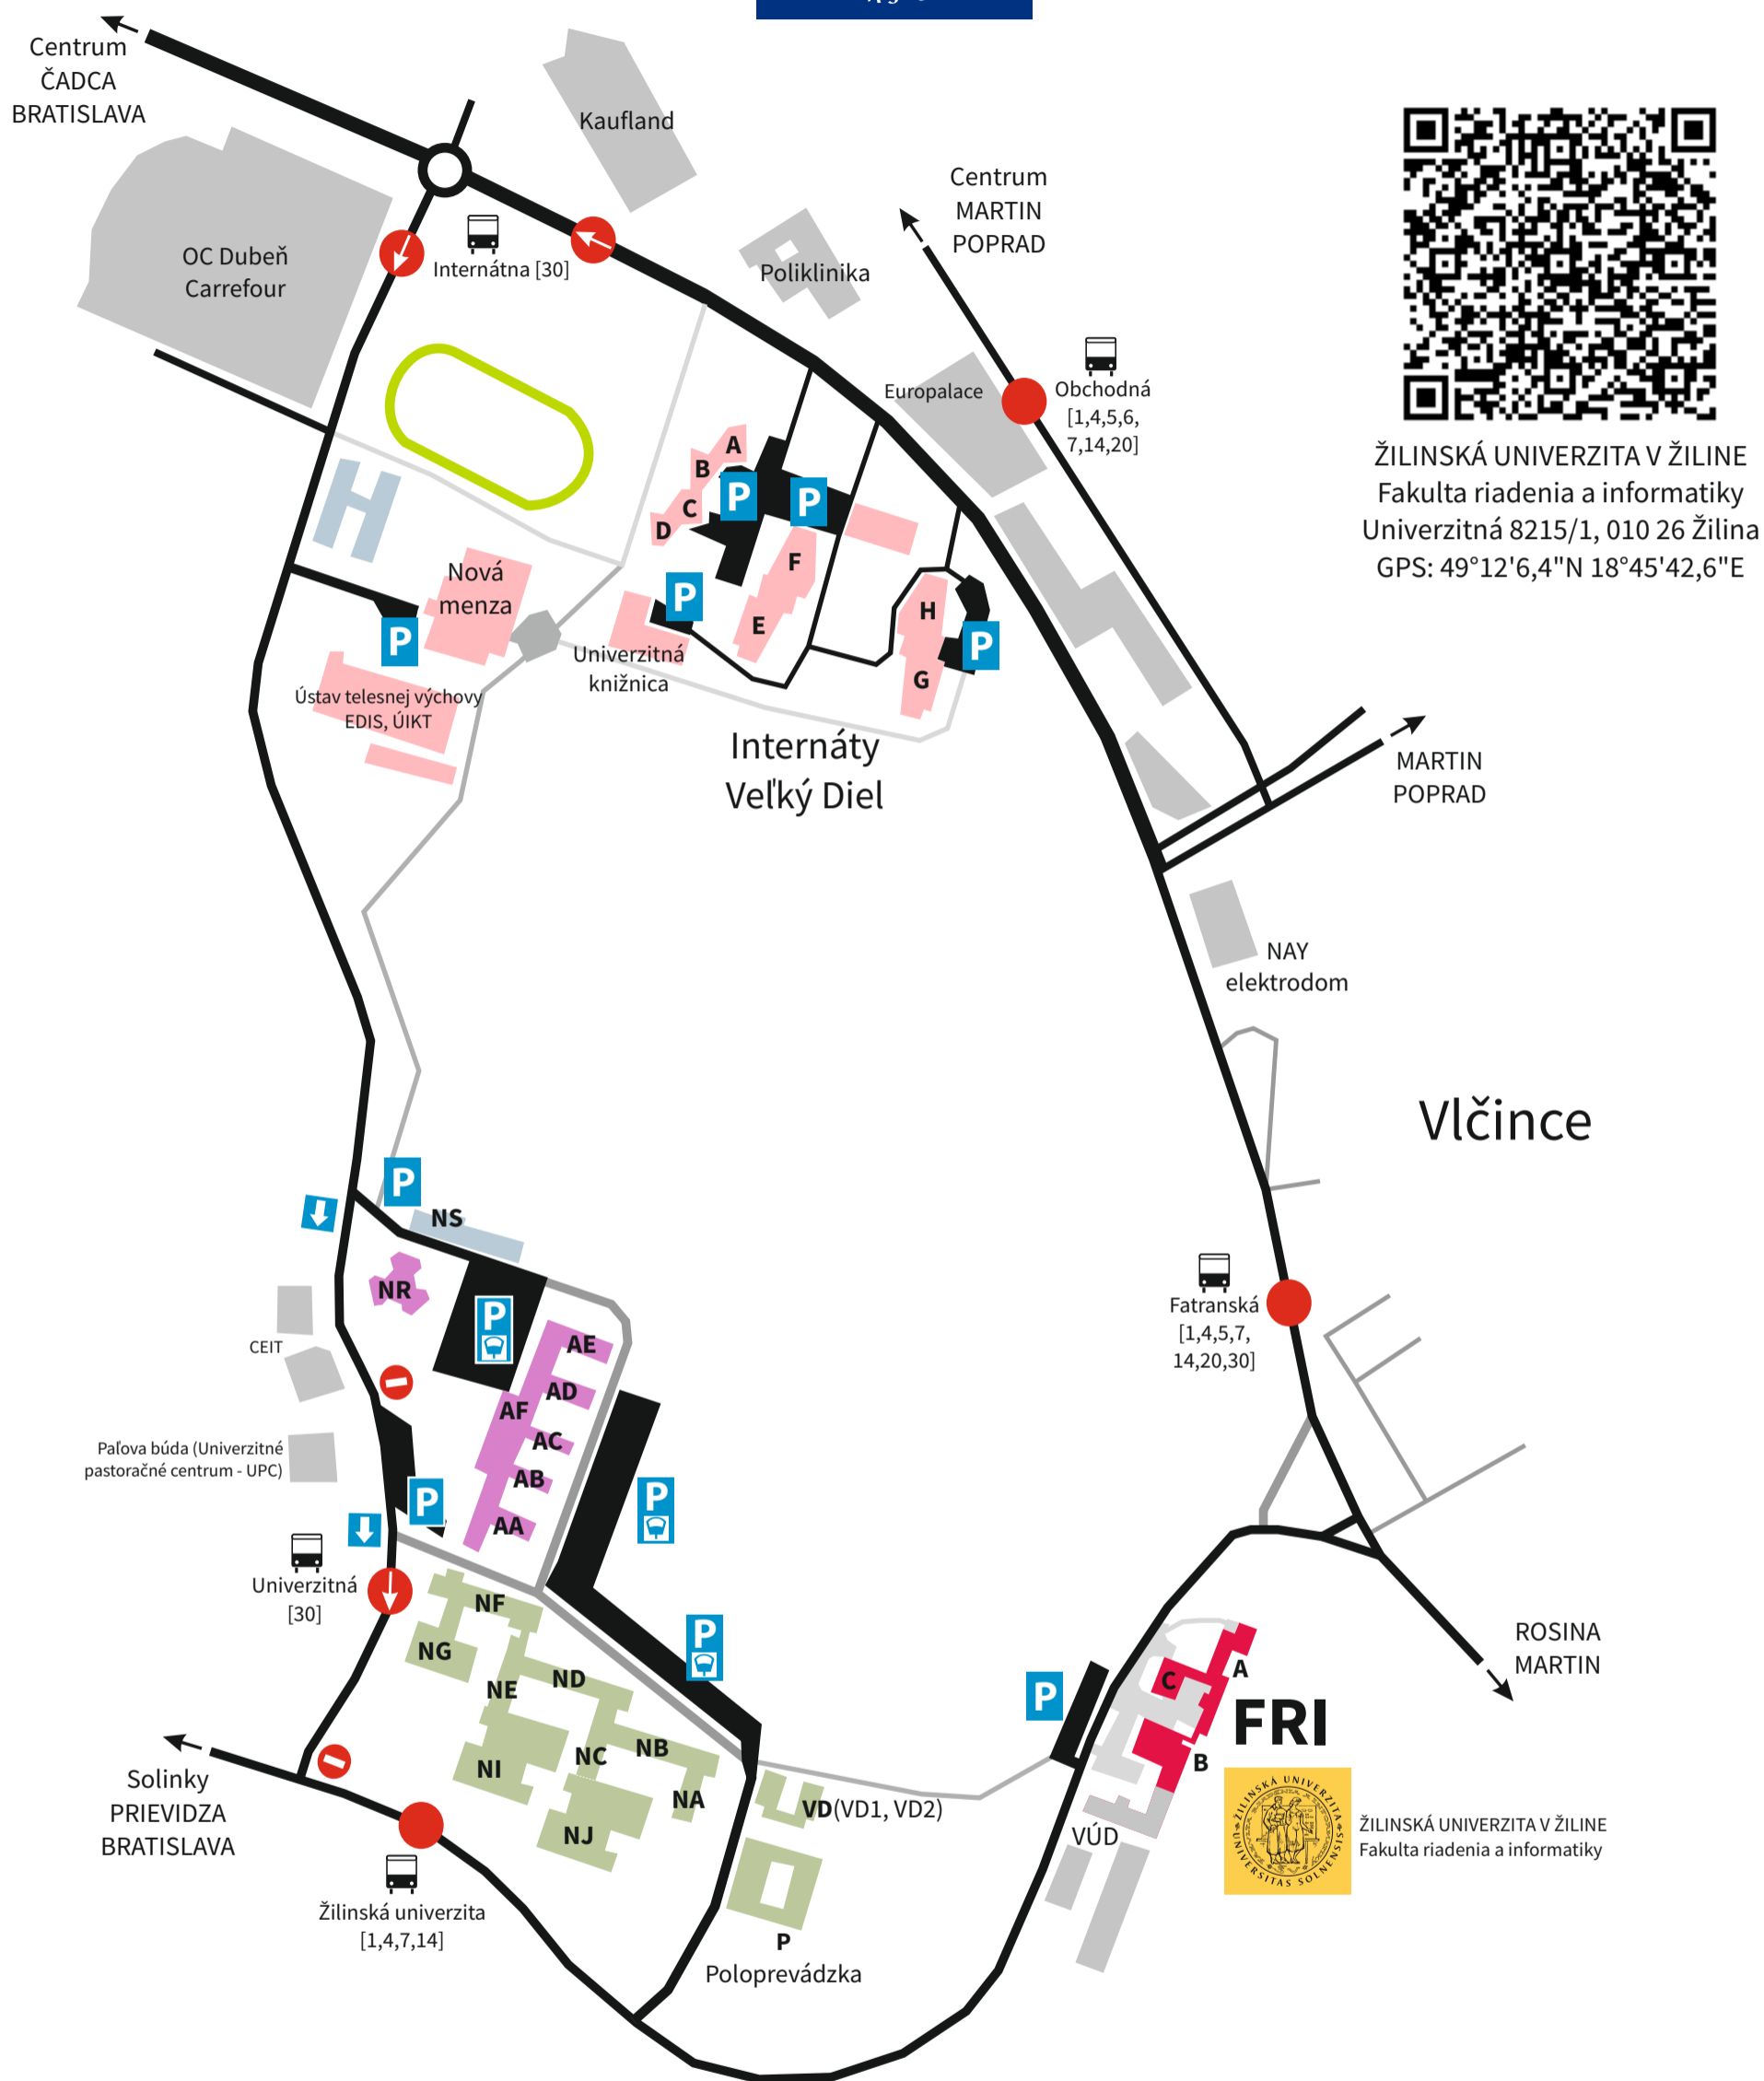 Centrum
ČADCA
BRATISLAVA
Kaufland
Centrum
MARTIN
POPRAD
OC Dubeň
Carrefour
Internátna [30]
Poliklinika
Europalace
Obchodná
[1,4,5,6,
7,14,20]
ŽILINSKÁ UNIVERZITA V ŽILINE
Fakulta riadenia a informatiky
Univerzitná 8215/1, 010 26 Žilina
GPS: 49°12'6,4"N 18°45'42,6"E
A
B
C
D
P
P
F
E
P
H
G
P
Nová
menza
P
Univerzitná
knižnica
Ústav telesnej výchovy
EDIS, ÚIKT
Internáty
Veľký Diel
MARTIN
POPRAD
NAY
elektrodom
Vlčince
P
NS
NR
P
CEIT
AE
AD
AF
AC
AB
AA
Fatranská
[1,4,5,7,
14,20,30]
Paľova búda (Univerzitné
pastoračné centrum - UPC)
P
P
Univerzitná
[30]
NF
NG
ND
NE
P
NC
NB
NI
NA
NJ
VD(VD1, VD2)
P
A
C
FRI
B
ROSINA
MARTIN
Solinky
PRIEVIDZA
BRATISLAVA
VÚD
ŽILINSKÁ UNIVERZITA
UNIVERSITAS SOLNENSIS
ŽILINSKÁ UNIVERZITA V ŽILINE
Fakulta riadenia a informatiky
Žilinská univerzita
[1,4,7,14]
P
Poloprevádzka